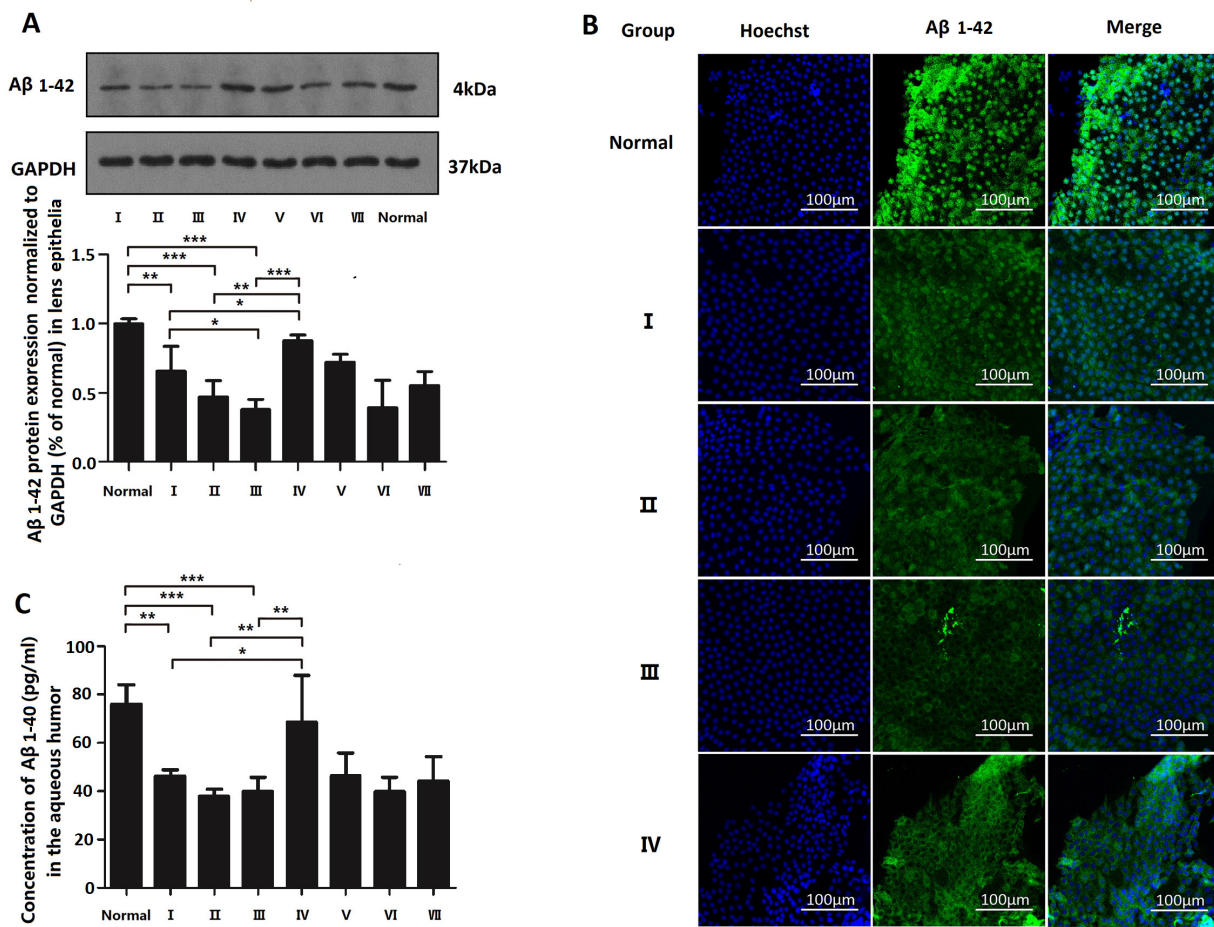 A
Aβ 1-42
4kDa
GAPDH
37kDa
I II III IV V VI VII Normal
Aβ 1-42 protein expression normalized to
GAPDH (% of normal) in lens epithelia
1.5
1.0
0.5
0.0
***
***
***
**
**
*
*
Normal I II III IV V VI VII
C
Concentration of Aβ 1-40 (pg/ml)
in the aqueous humor
100
80
60
40
20
0
***
***
**
**
**
*
Normal I II III IV V VI VII
B Group Hoechst Aβ 1-42 Merge
Normal
100μm 100μm 100μm
I
100μm 100μm 100μm
II
100μm 100μm 100μm
III
100μm 100μm 100μm
IV
100μm 100μm 100μm